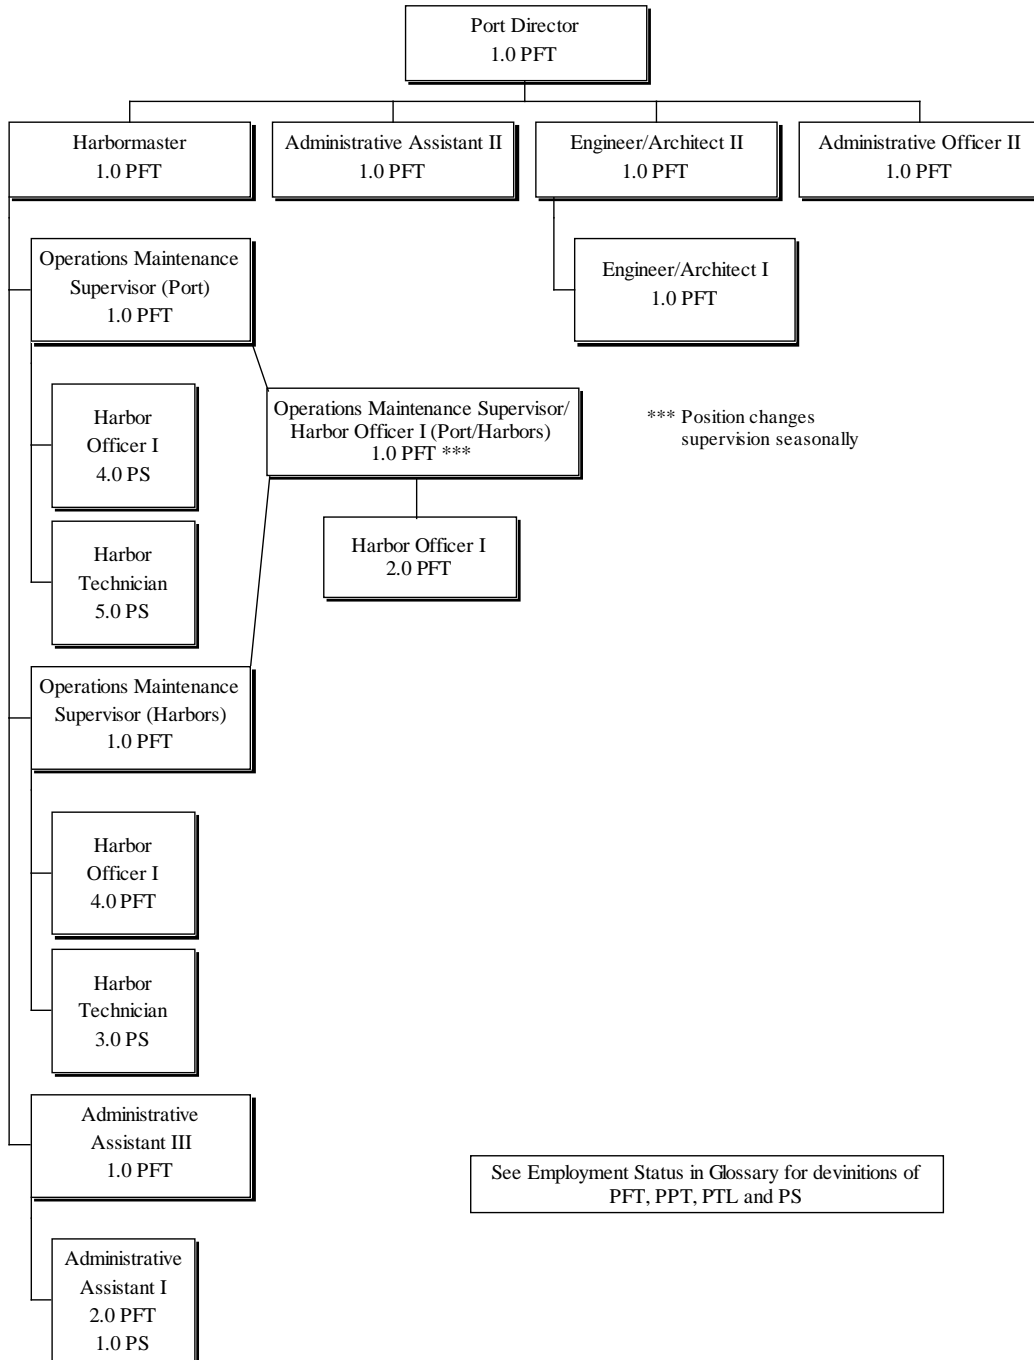 Port Director
1.0 PFT
Harbormaster
1.0 PFT
Administrative Assistant II
1.0 PFT
Engineer/Architect II
1.0 PFT
Administrative Officer II
1.0 PFT
Operations Maintenance
Supervisor (Port)
1.0 PFT
Engineer/Architect I
1.0 PFT
Harbor
Officer I
4.0 PS
Operations Maintenance Supervisor/
Harbor Officer I (Port/Harbors)
1.0 PFT ***
*** Position changes
supervision seasonally
Harbor
Technician
5.0 PS
Harbor Officer I
2.0 PFT
Operations Maintenance
Supervisor (Harbors)
1.0 PFT
Harbor
Officer I
4.0 PFT
Harbor
Technician
3.0 PS
Administrative
Assistant III
1.0 PFT
See Employment Status in Glossary for devinitions of
PFT, PPT, PTL and PS
Administrative
Assistant I
2.0 PFT
1.0 PS